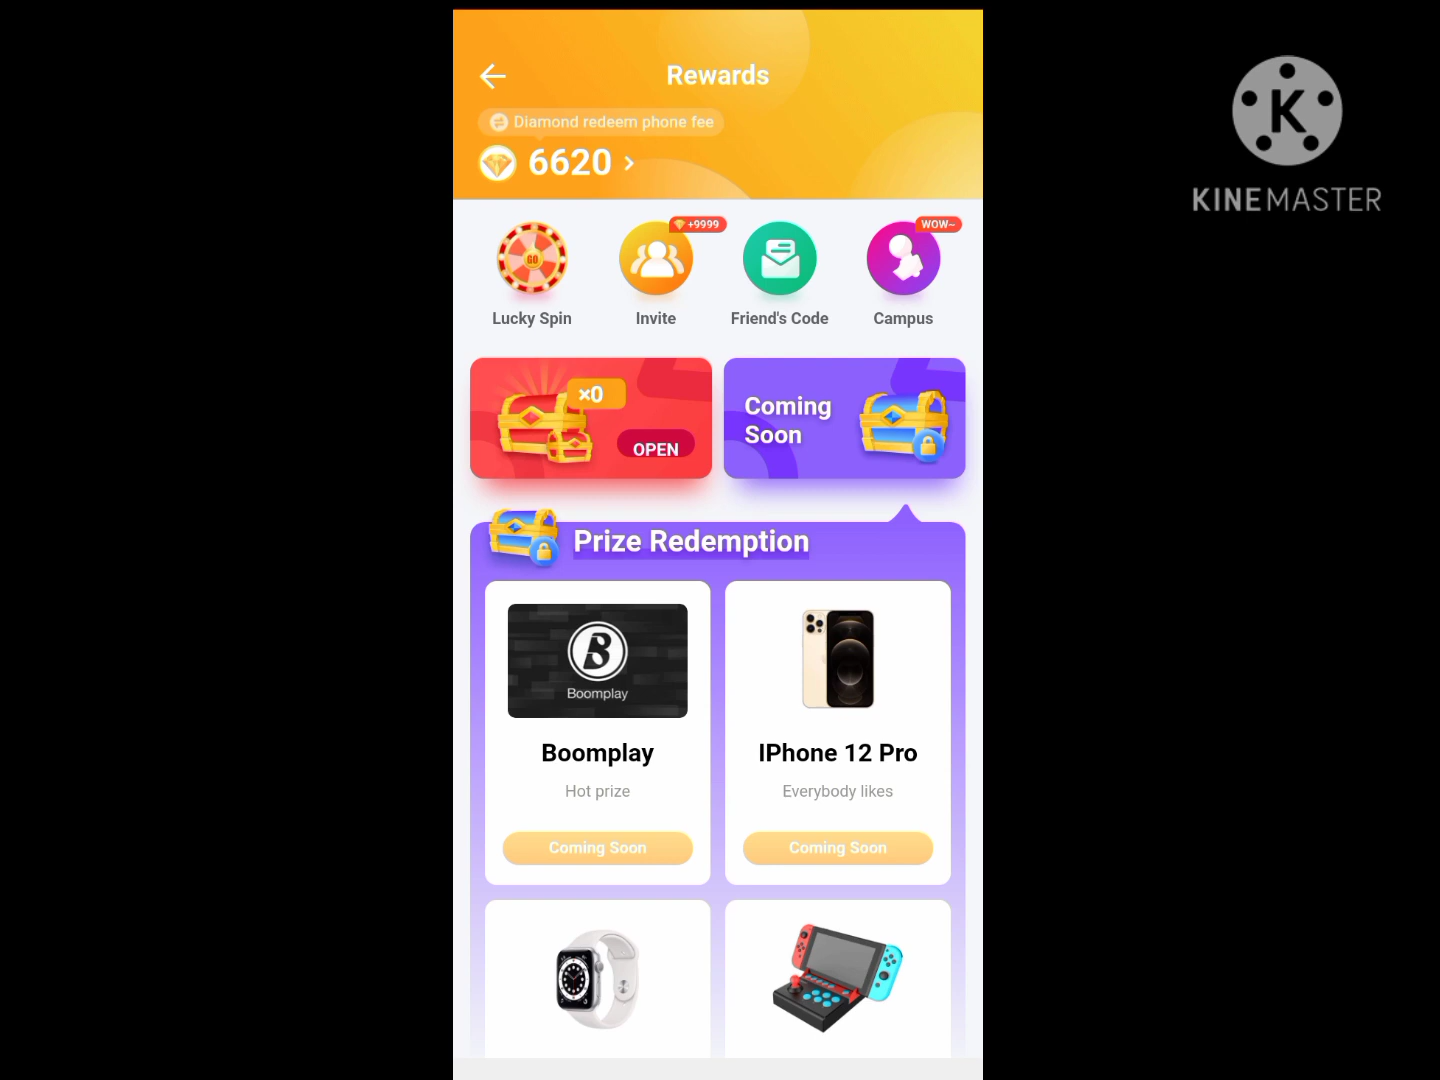 Rewards
Diamond redeem phone fee
6620 >
+9999
WOW~
GO
Lucky Spin
Invite
Friend's Code
Campus
×0
OPEN
Coming
Soon
Prize Redemption
B
Boomplay
Boomplay
Hot prize
Coming Soon
IPhone 12 Pro
Everybody likes
Coming Soon
K
KINEMASTER